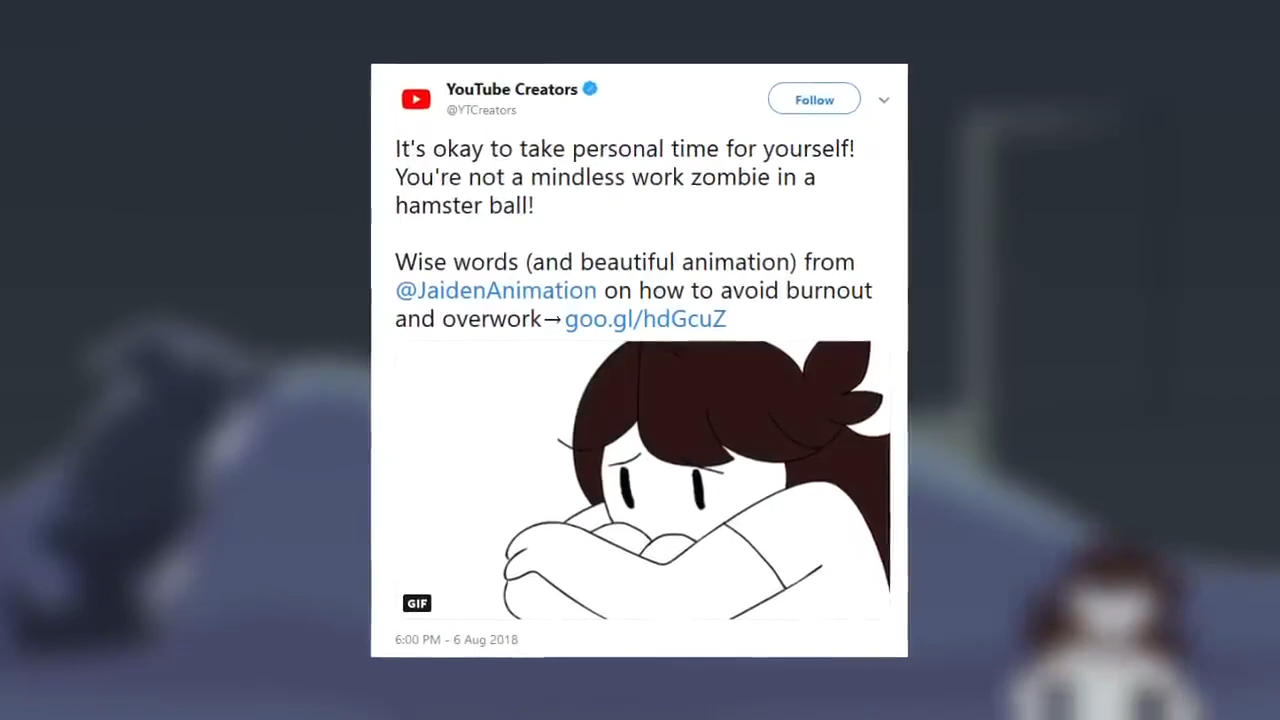 YouTube Creators
Follow
@YTCreators
It's okay to take personal time for yourself!
You're not a mindless work zombie in a
hamster ball!
Wise words (and beautiful animation) from
@JaidenAnimation on how to avoid burnout
and overwork→goo.gl/hdGcuZ
GIF
6:00 PM - 6 Aug 2018